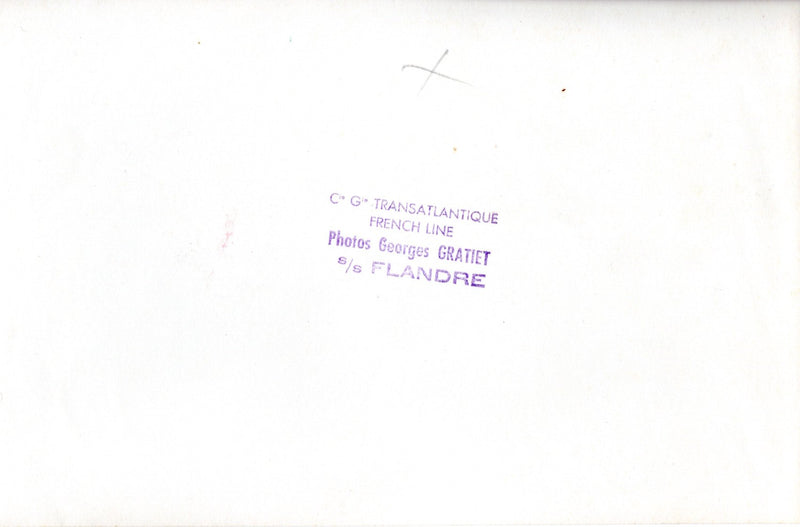 Cie Gle TRANSATLANTIQUE
FRENCH LINE
Photos Georges GRATIET
s/s FLANDRE